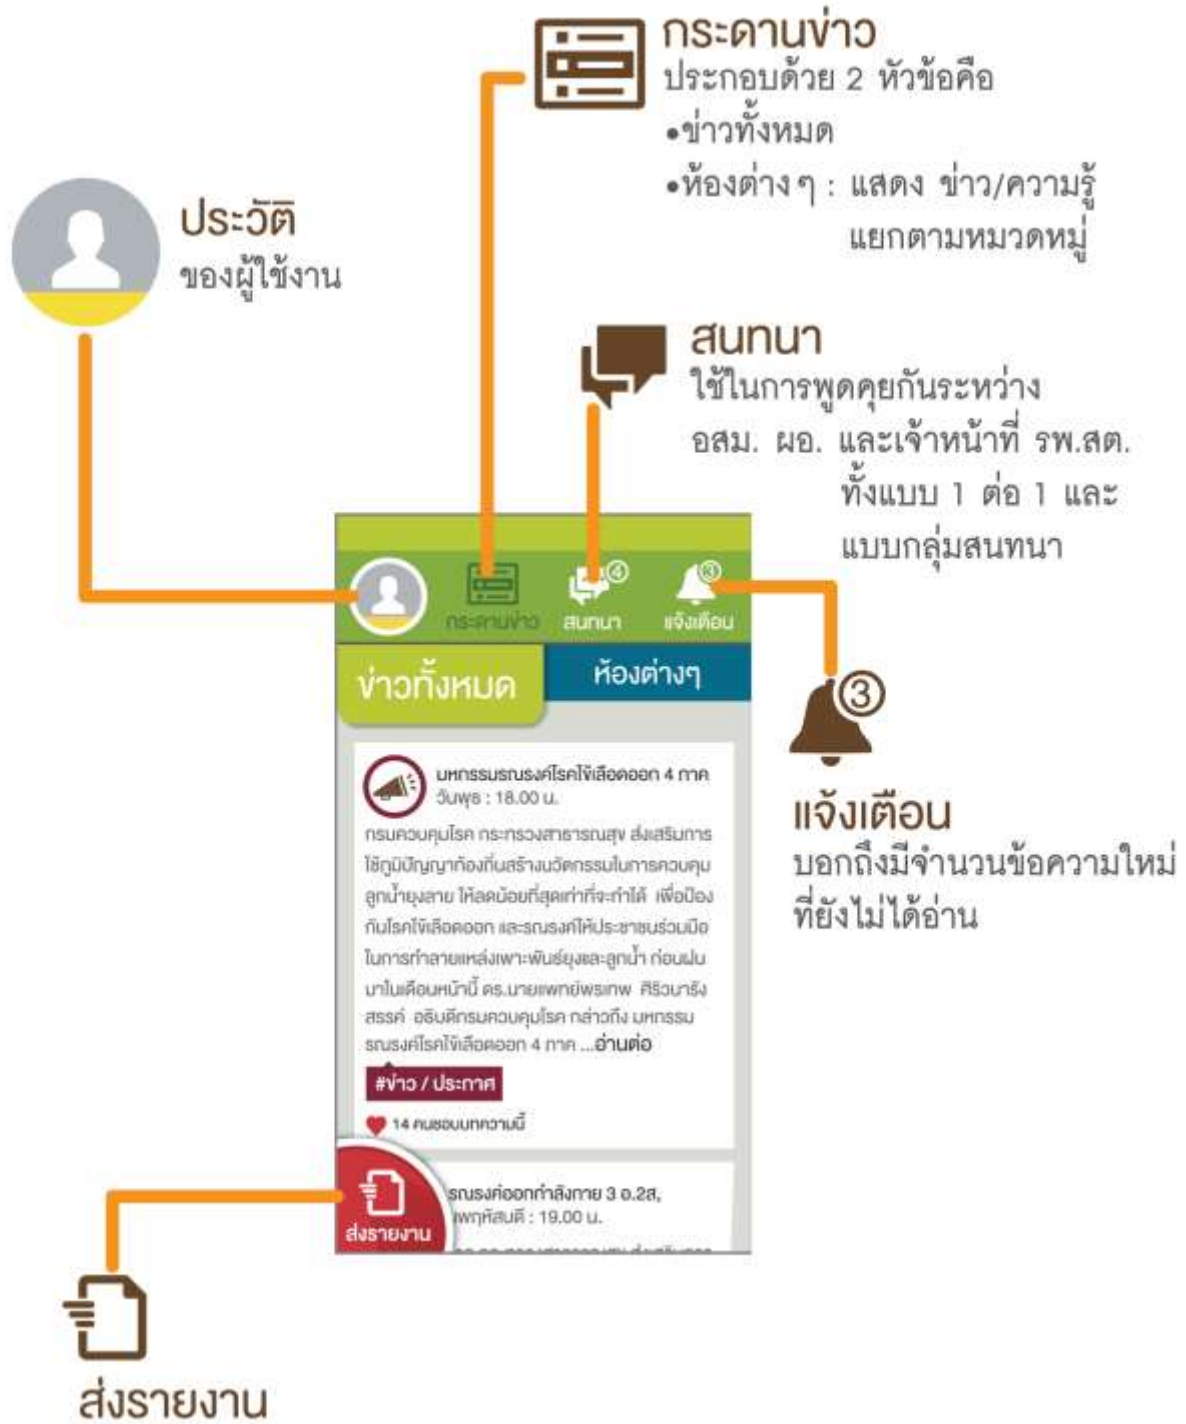 กระดานข่าว
ประกอบด้วย 2 หัวข้อคือ
•ข่าวทั้งหมด
•ห้องต่างๆ : แสดง ข่าว/ความรู้
แยกตามหมวดหมู่
ประวัติ
ของผู้ใช้งาน
สนทนา
ใช้ในการพูดคุยกันระหว่าง
อสม. ผอ. และเจ้าหน้าที่ รพ.สต.
ทั้งแบบ 1 ต่อ 1 และ
แบบกลุ่มสนทนา
4 3
กระดานข่าว สนทนา แจ้งเตือน
ข่าวทั้งหมด ห้องต่างๆ
3
แจ้งเตือน
บอกถึงมีจำนวนข้อความใหม่
ที่ยังไม่ได้อ่าน
มหกรรมรณรงค์โรคไข้เลือดออก 4 ภาค
วันพุธ : 18.00 น.
กรมควบคุมโรค กระทรวงสาธารณสุข ส่งเสริมการ
ใช้ภูมิปัญญาท้องถิ่นสร้างนวัตกรรมในการควบคุม
ลูกน้ำยุงลาย ให้ลดน้อยที่สุดเท่าที่จะทำได้ เพื่อป้อง
กันโรคไข้เลือดออก และรณรงค์ให้ประชาชนร่วมมือ
ในการทำลายแหล่งเพาะพันธ์ยุงและลูกน้ำ ก่อนฝน
มาในเดือนหน้านี้ ดร.นายแพทย์พรเทพ ศิริวนารัง
สรรค์ อธิบดีกรมควบคุมโรค กล่าวถึง มหกรรม
รณรงค์โรคไข้เลือดออก 4 ภาค ...อ่านต่อ
#ข่าว / ประกาศ
14 คนชอบบทความนี้
รณรงค์ออกกำลังกาย 3 อ.2ส,
พฤหัสบดี : 19.00 น.
ส่งรายงาน
ส่งรายงาน